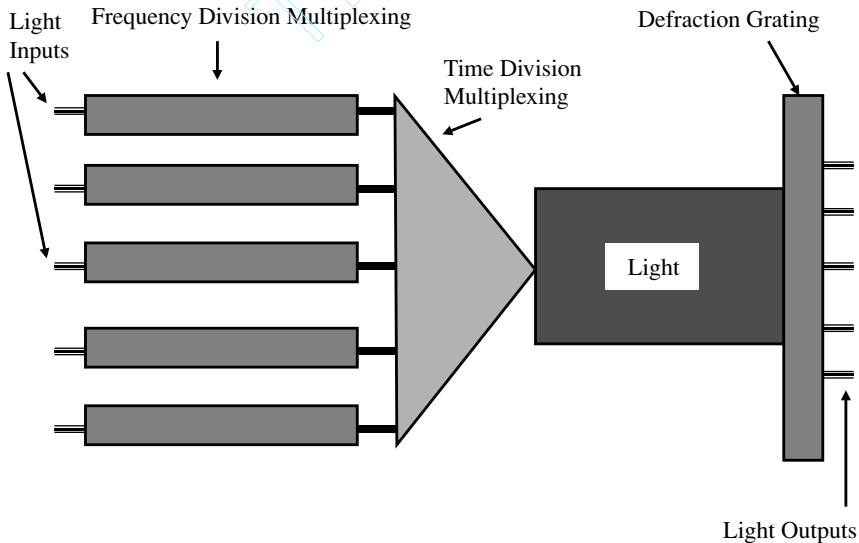 Light
Inputs
Frequency Division Multiplexing
Defraction Grating
Time Division
Multiplexing
Light
Light Outputs